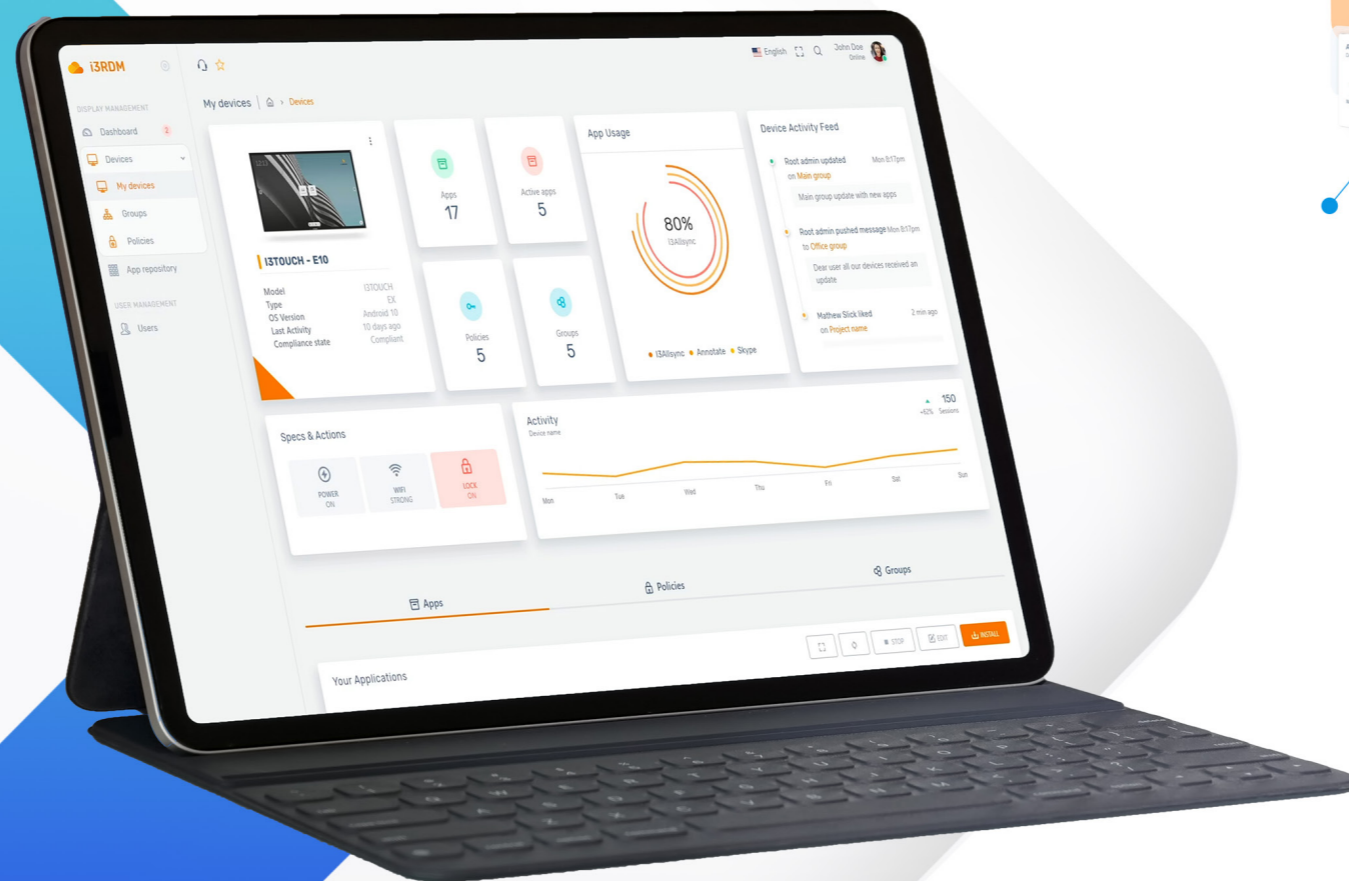 i3RDM
English
John Doe
Online
DISPLAY MANAGEMENT
Dashboard 2
Devices
My devices
Groups
Policies
App repository
USER MANAGEMENT
Users
My devices > Devices
I3TOUCH - E10
Model I3TOUCH
Type EX
OS Version Android 10
Last Activity 10 days ago
Compliance state Compliant
Apps
17
Active apps
5
Policies
5
Groups
5
App Usage
80%
I3Allsync
I3Allsync Annotate Skype
Device Activity Feed
Root admin updated Mon 8:17pm
on Main group
Main group update with new apps
Root admin pushed message Mon 8:17pm
to Office group
Dear user all our devices received an
update
Mathew Slick liked 2 min ago
on Project name
Specs & Actions
POWER
ON
WIFI
STRONG
LOCK
ON
Activity
Device name
150
Sessions
Mon Tue Wed Thu Fri Sat Sun
Apps
Policies
Groups
Your Applications
STOP
EDIT
INSTALL